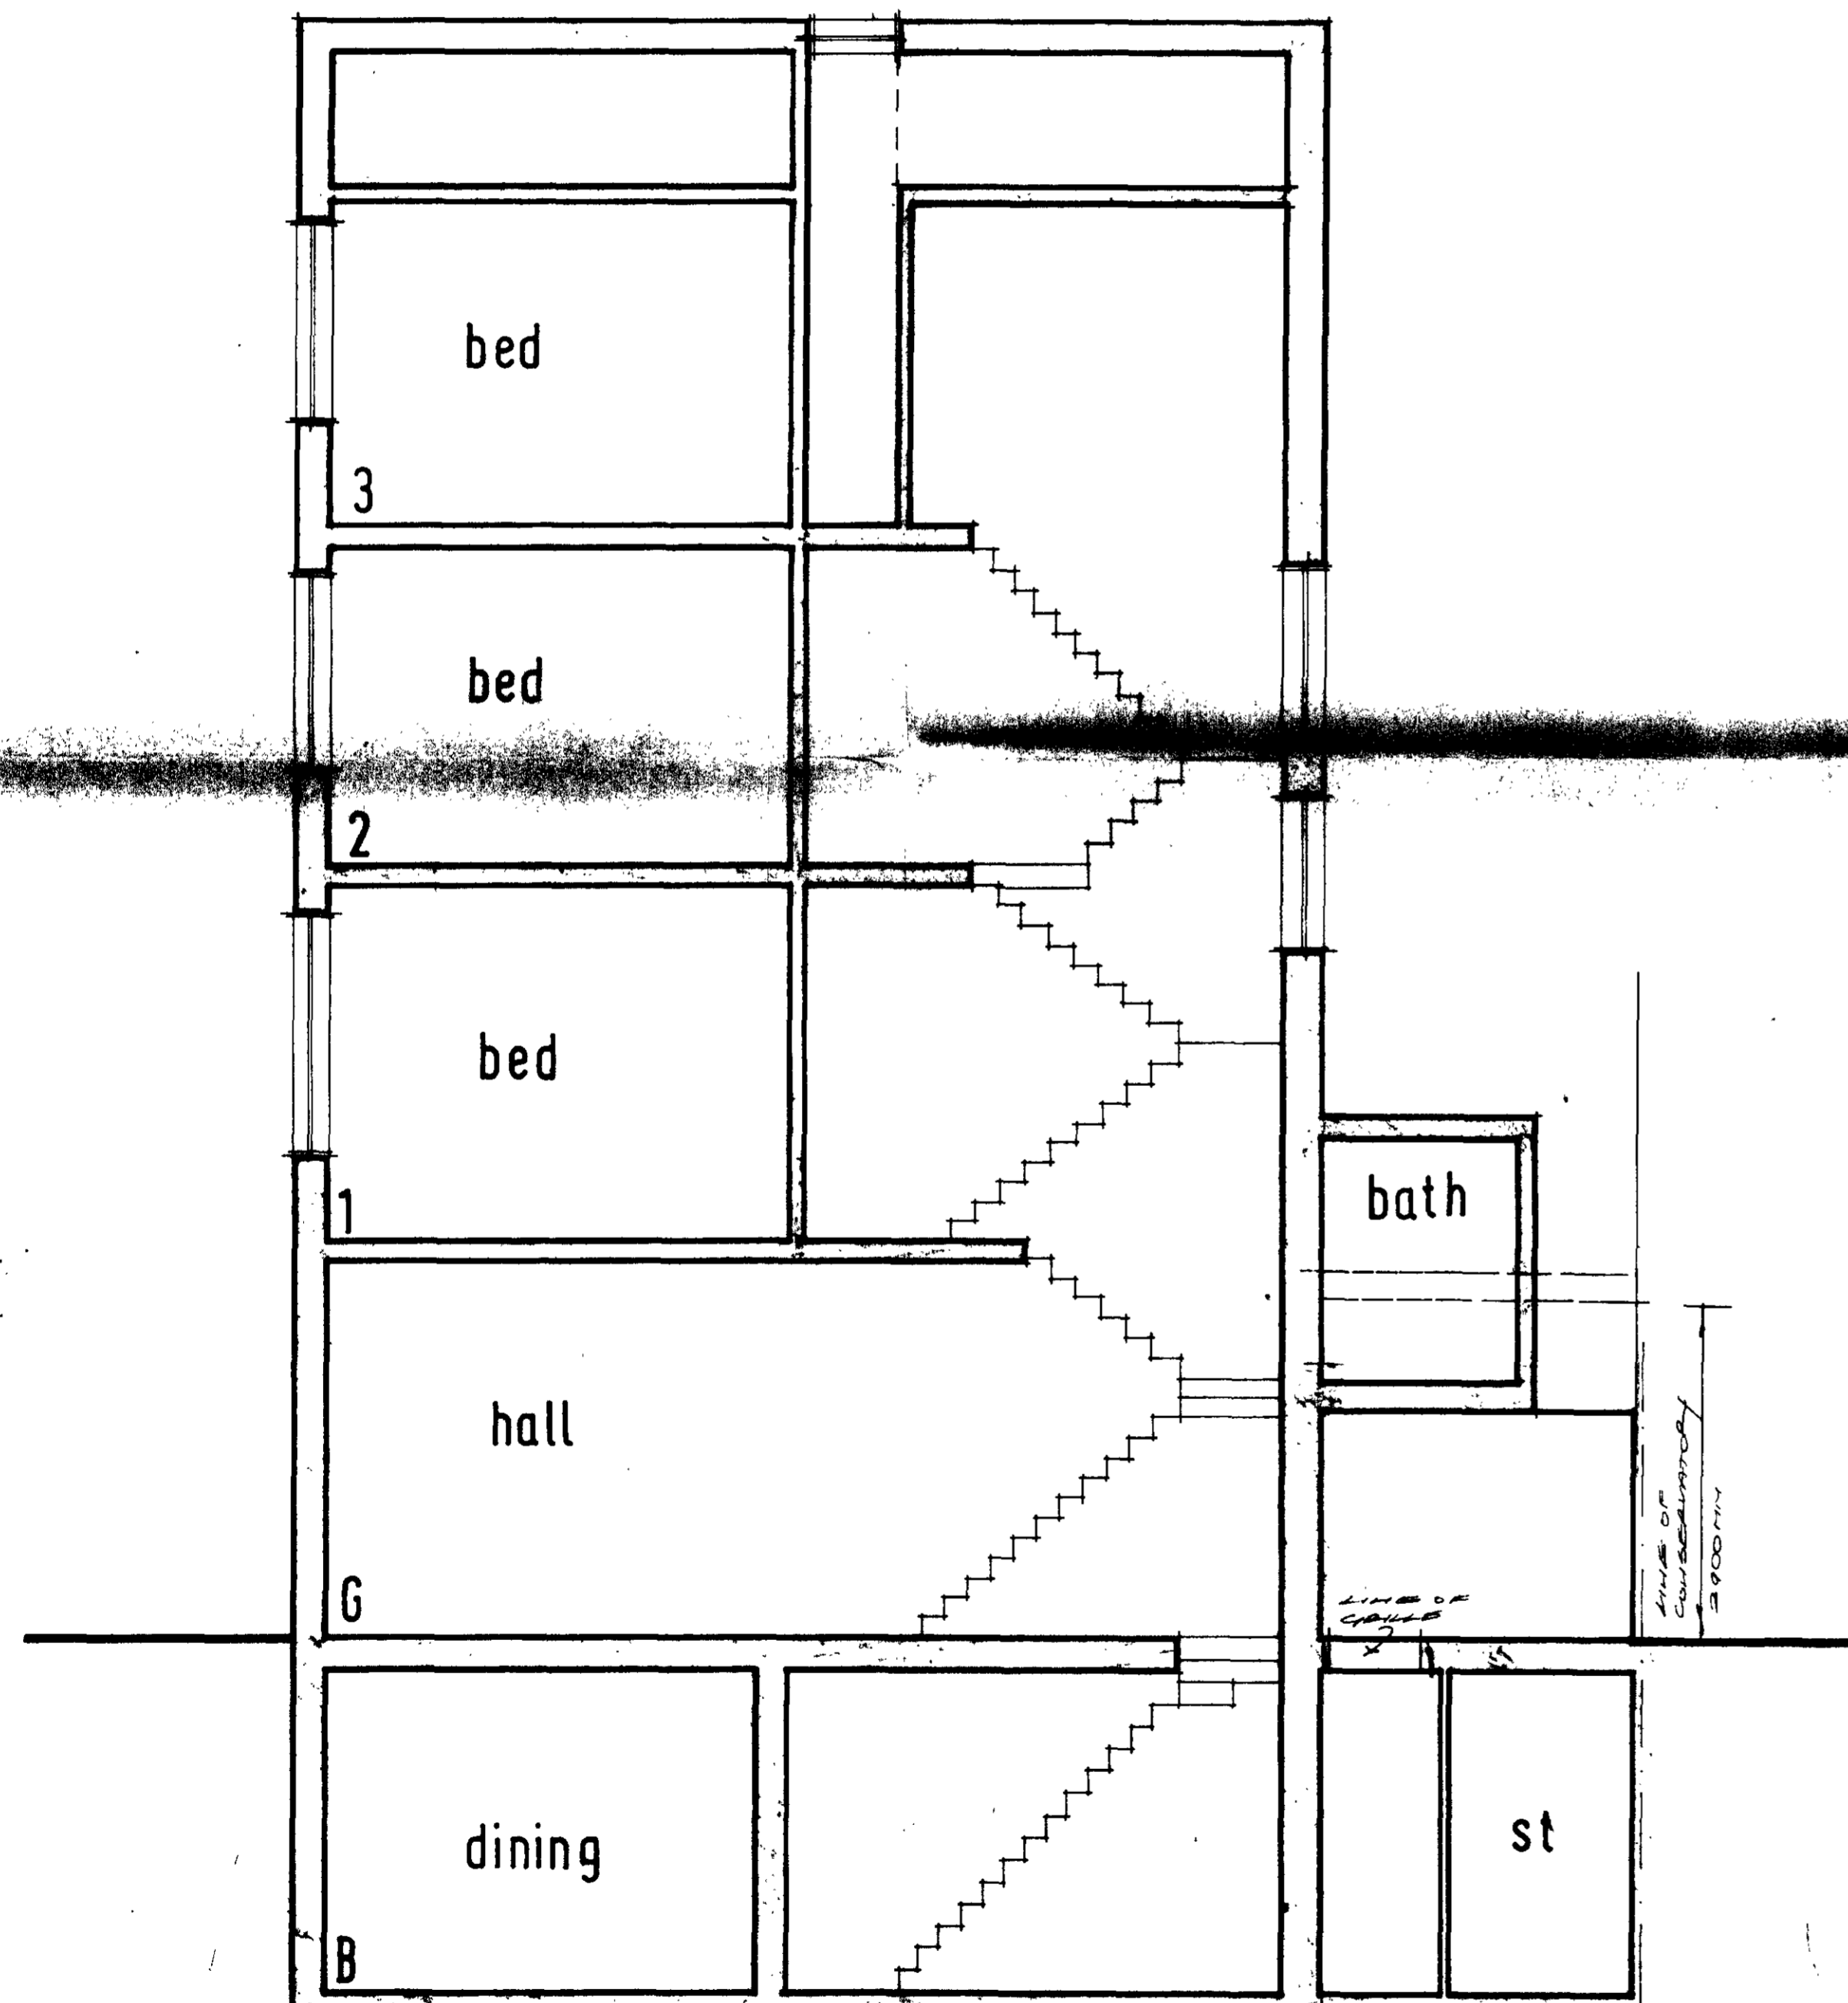 bed
3
bed
2
bed
1
bath
hall
G
LINE OF
GRILLE
LINE OF
CONSERVATORY
2900MM
dining
st
B